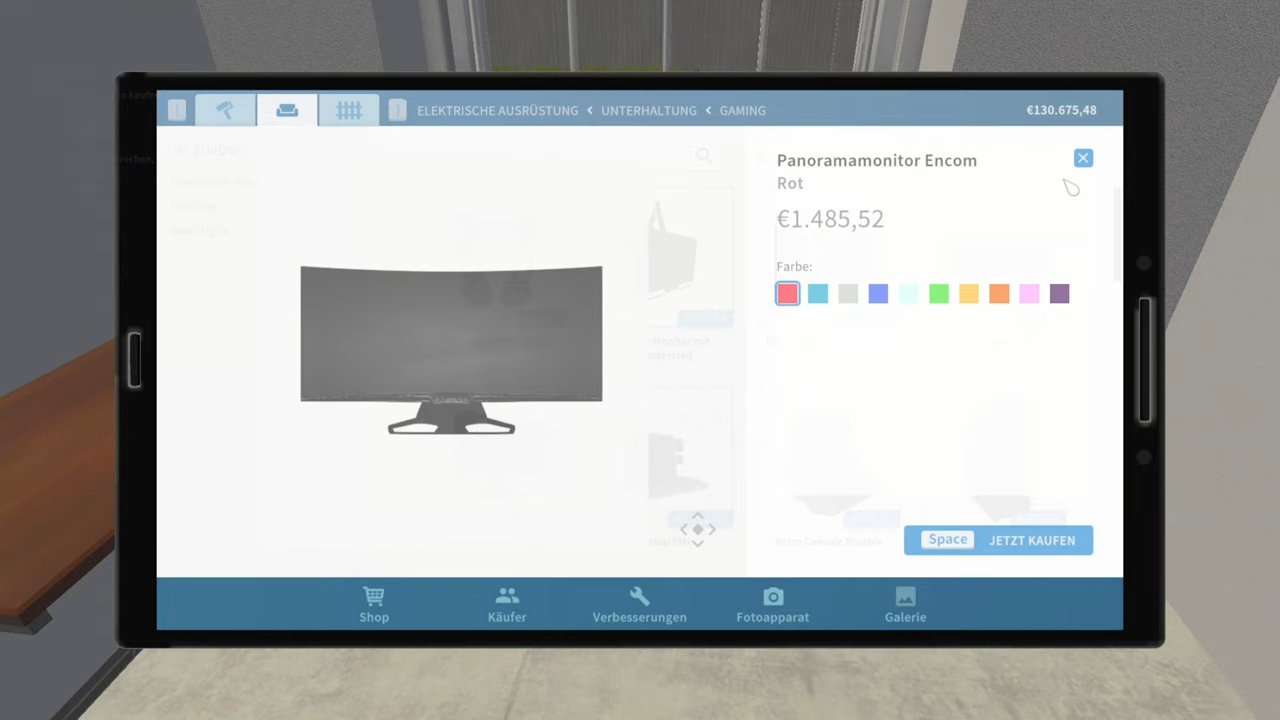 ELEKTRISCHE AUSRÜSTUNG < UNTERHALTUNG < GAMING
€130.675,48
Panoramamonitor Encom
Rot
€1.485,52
Farbe:
Space JETZT KAUFEN
Shop
Käufer
Verbesserungen
Fotoapparat
Galerie